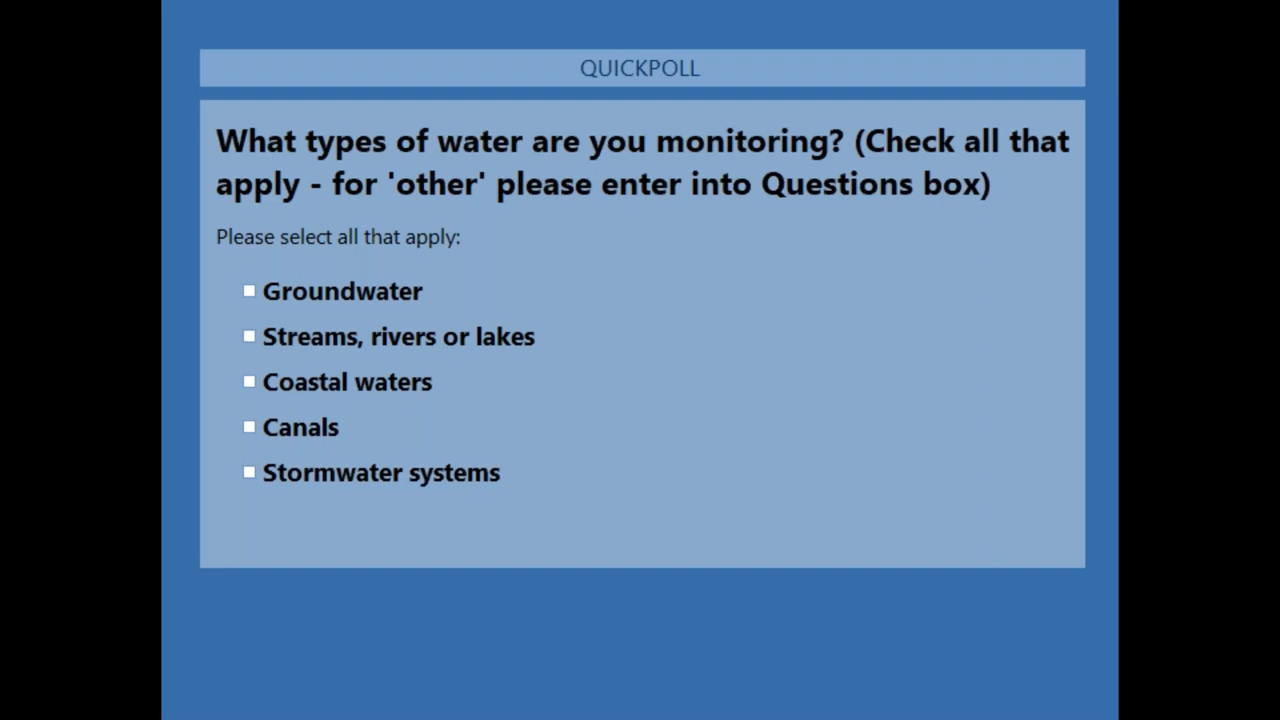 QUICKPOLL
What types of water are you monitoring? (Check all that
apply - for 'other' please enter into Questions box)
Please select all that apply:
Groundwater
Streams, rivers or lakes
Coastal waters
Canals
Stormwater systems